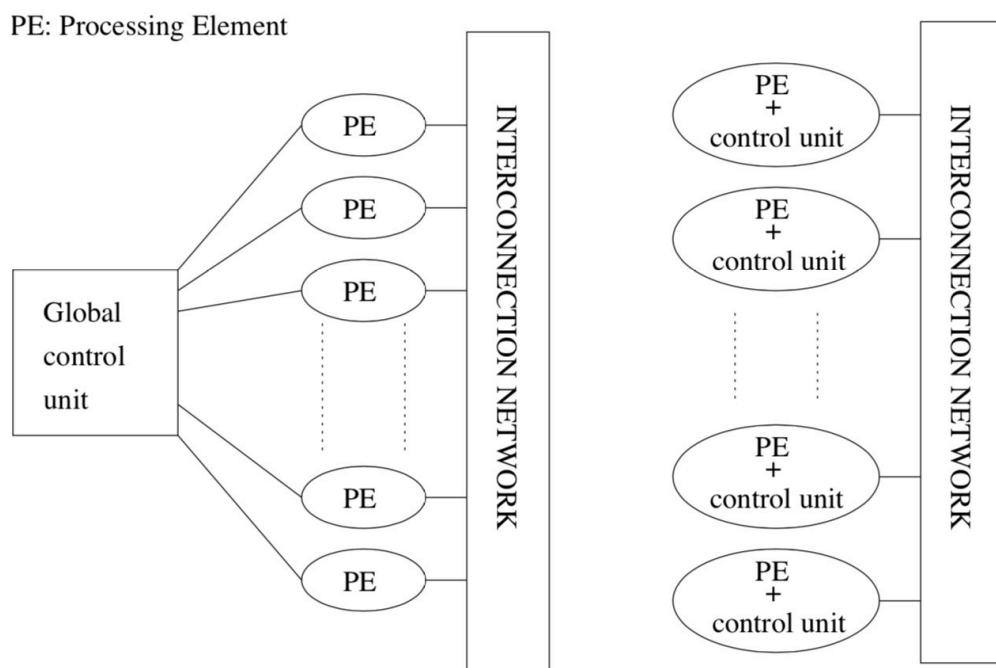 PE: Processing Element
Global
control
unit
PE
PE
PE
PE
PE
INTERCONNECTION NETWORK
PE
+
control unit
PE
+
control unit
PE
+
control unit
PE
+
control unit
INTERCONNECTION NETWORK